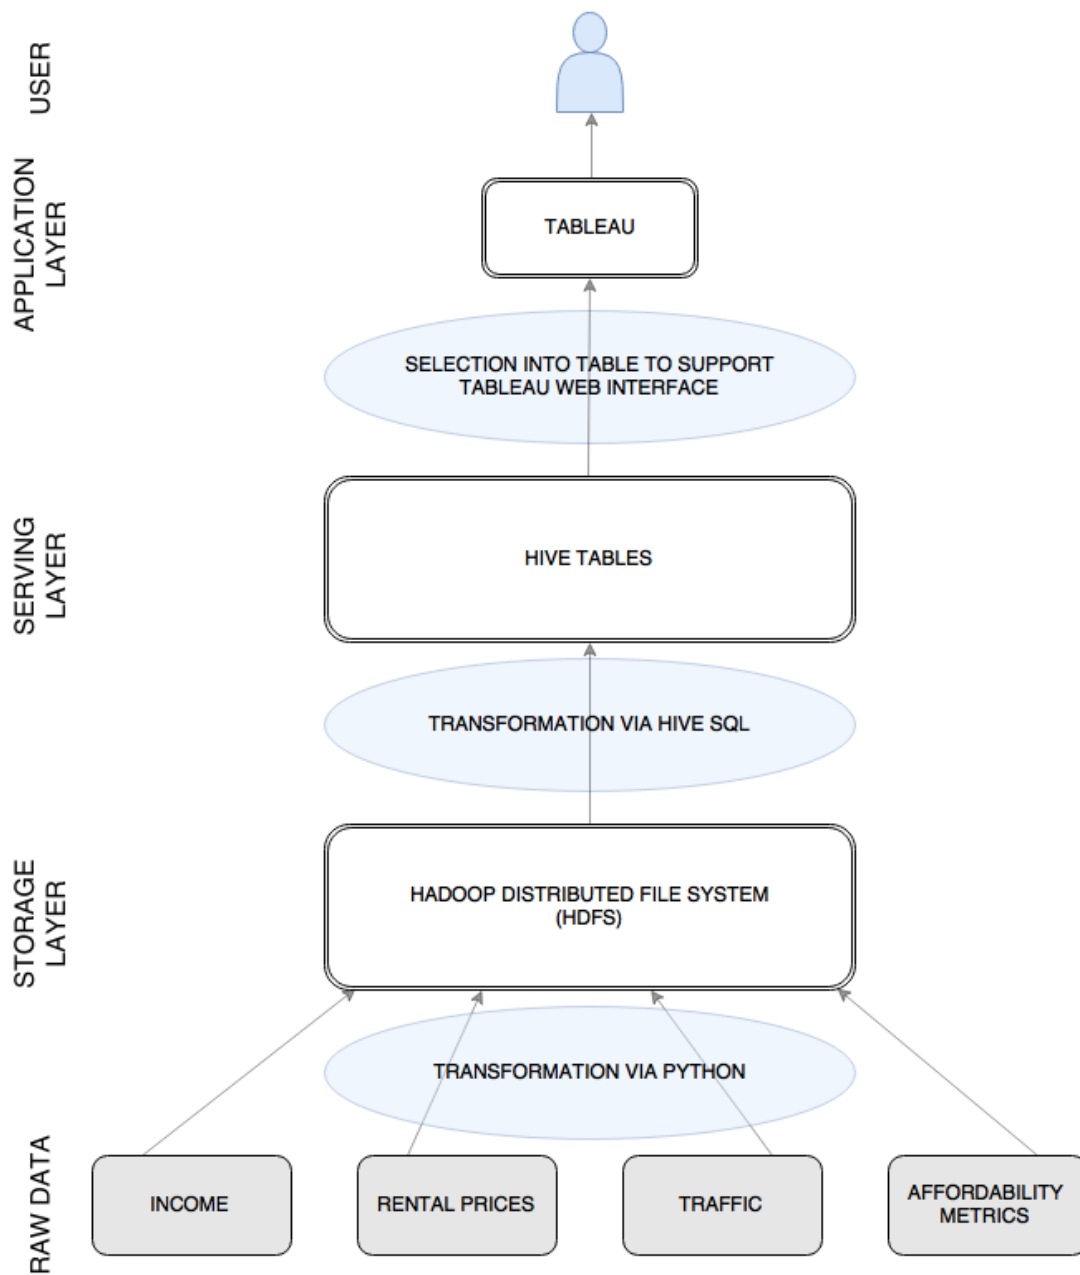 USER
APPLICATION
LAYER
TABLEAU
SELECTION INTO TABLE TO SUPPORT
TABLEAU WEB INTERFACE
SERVING
LAYER
HIVE TABLES
TRANSFORMATION VIA HIVE SQL
STORAGE
LAYER
HADOOP DISTRIBUTED FILE SYSTEM
(HDFS)
TRANSFORMATION VIA PYTHON
RAW DATA
INCOME
RENTAL PRICES
TRAFFIC
AFFORDABILITY
METRICS